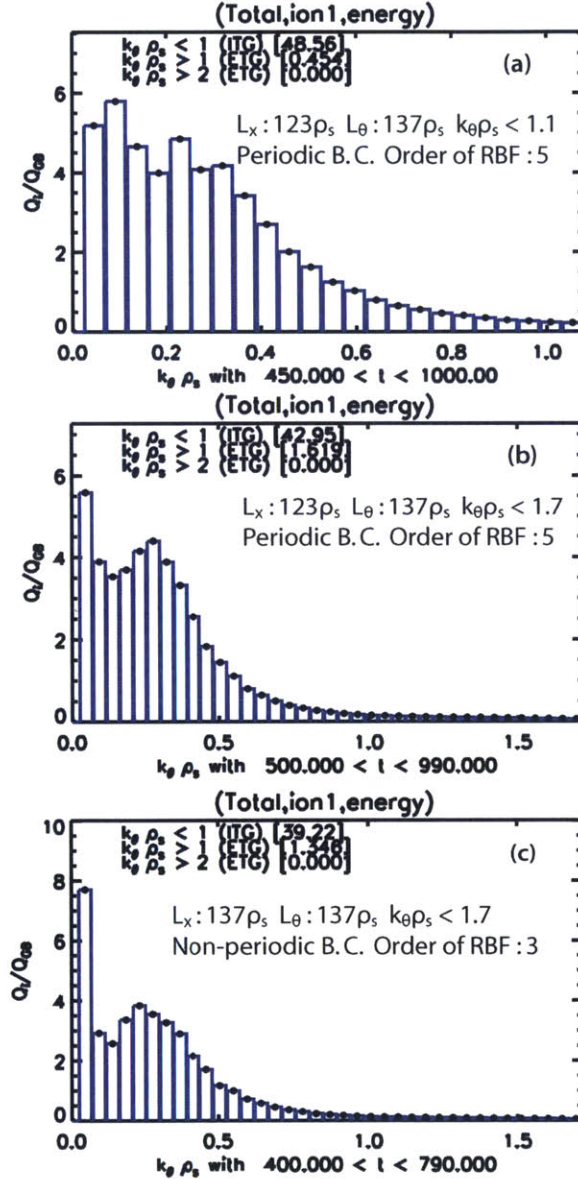 (Total,ion1,energy)
kθ ρs < 1 (ITG) [48.56]
kθ ρs > 1 (ETG) [0.454]
kθ ρs > 2 (ETG) [0.000]
(a)
Lx : 123ρs Lθ : 137ρs kθρs < 1.1
Periodic B.C. Order of RBF : 5
Qi/QGB
6
4
2
0
0.0 0.2 0.4 0.6 0.8 1.0
kθ ρs with 450.000 < t < 1000.00
(Total,ion1,energy)
kθ ρs < 1 (ITG) [42.95]
kθ ρs > 1 (ETG) [1.619]
kθ ρs > 2 (ETG) [0.000]
(b)
Lx : 123ρs Lθ : 137ρs kθρs < 1.7
Periodic B.C. Order of RBF : 5
Qi/QGB
6
4
2
0
0.0 0.5 1.0 1.5
kθ ρs with 500.000 < t < 990.000
(Total,ion1,energy)
kθ ρs < 1 (ITG) [39.22]
kθ ρs > 1 (ETG) [1.346]
kθ ρs > 2 (ETG) [0.000]
(c)
Lx : 137ρs Lθ : 137ρs kθρs < 1.7
Non-periodic B.C. Order of RBF : 3
Qi/QGB
10
8
6
4
2
0
0.0 0.5 1.0 1.5
kθ ρs with 400.000 < t < 790.000